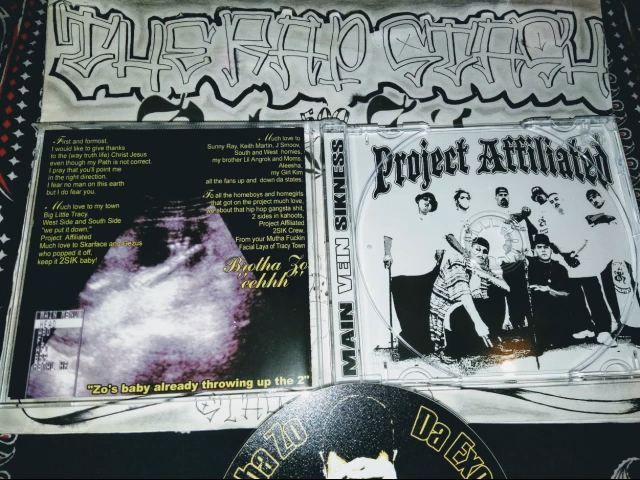 THE RAP STASH
First and formost,
I would like to give thanks
to the (way truth life) Christ Jesus
even though my Path is not correct.
I pray that you'll point me
in the right direction.
I fear no man on this earth
but I do fear you.
Much love to my town
Big Little Tracy
West Side and South Side
"we put it down,"
Project Affiliated
Much love to Skarface and Gezus
who popped it off,
keep it 2SIK baby!
Much love to
Sunny Ray, Keith Martin, J Smoov,
South and West homies,
my brother Lil Angrok and Moms,
Aleesha,
my Girl Kim
all the fans up and down da states.
To all the homeboys and homegirls
that got on the project much love,
about that hip hop gangsta shit,
2 sides in kahoots,
Project Affiliated
2SIK Crew.
From your Mutha Fuckin
Facial Laya of Tracy Town
Brotha Zo
"eehhh"
"Zo's baby already throwing up the 2"
MAIN VEIN SIKNESS
Project Affiliated
tha Zo
Da Exo